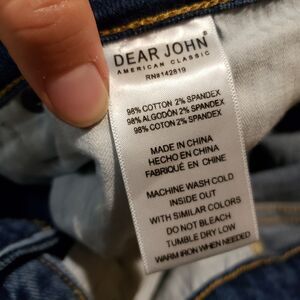 DEAR JOHN
AMERICAN CLASSIC
RN#142819
98% COTTON 2% SPANDEX
98% ALGODÓN 2% SPANDEX
98% COTON 2% SPANDEX
MADE IN CHINA
HECHO EN CHINA
FABRIQUÉ EN CHINE
MACHINE WASH COLD
INSIDE OUT
WITH SIMILAR COLORS
DO NOT BLEACH
TUMBLE DRY LOW
WARM IRON WHEN NEEDED